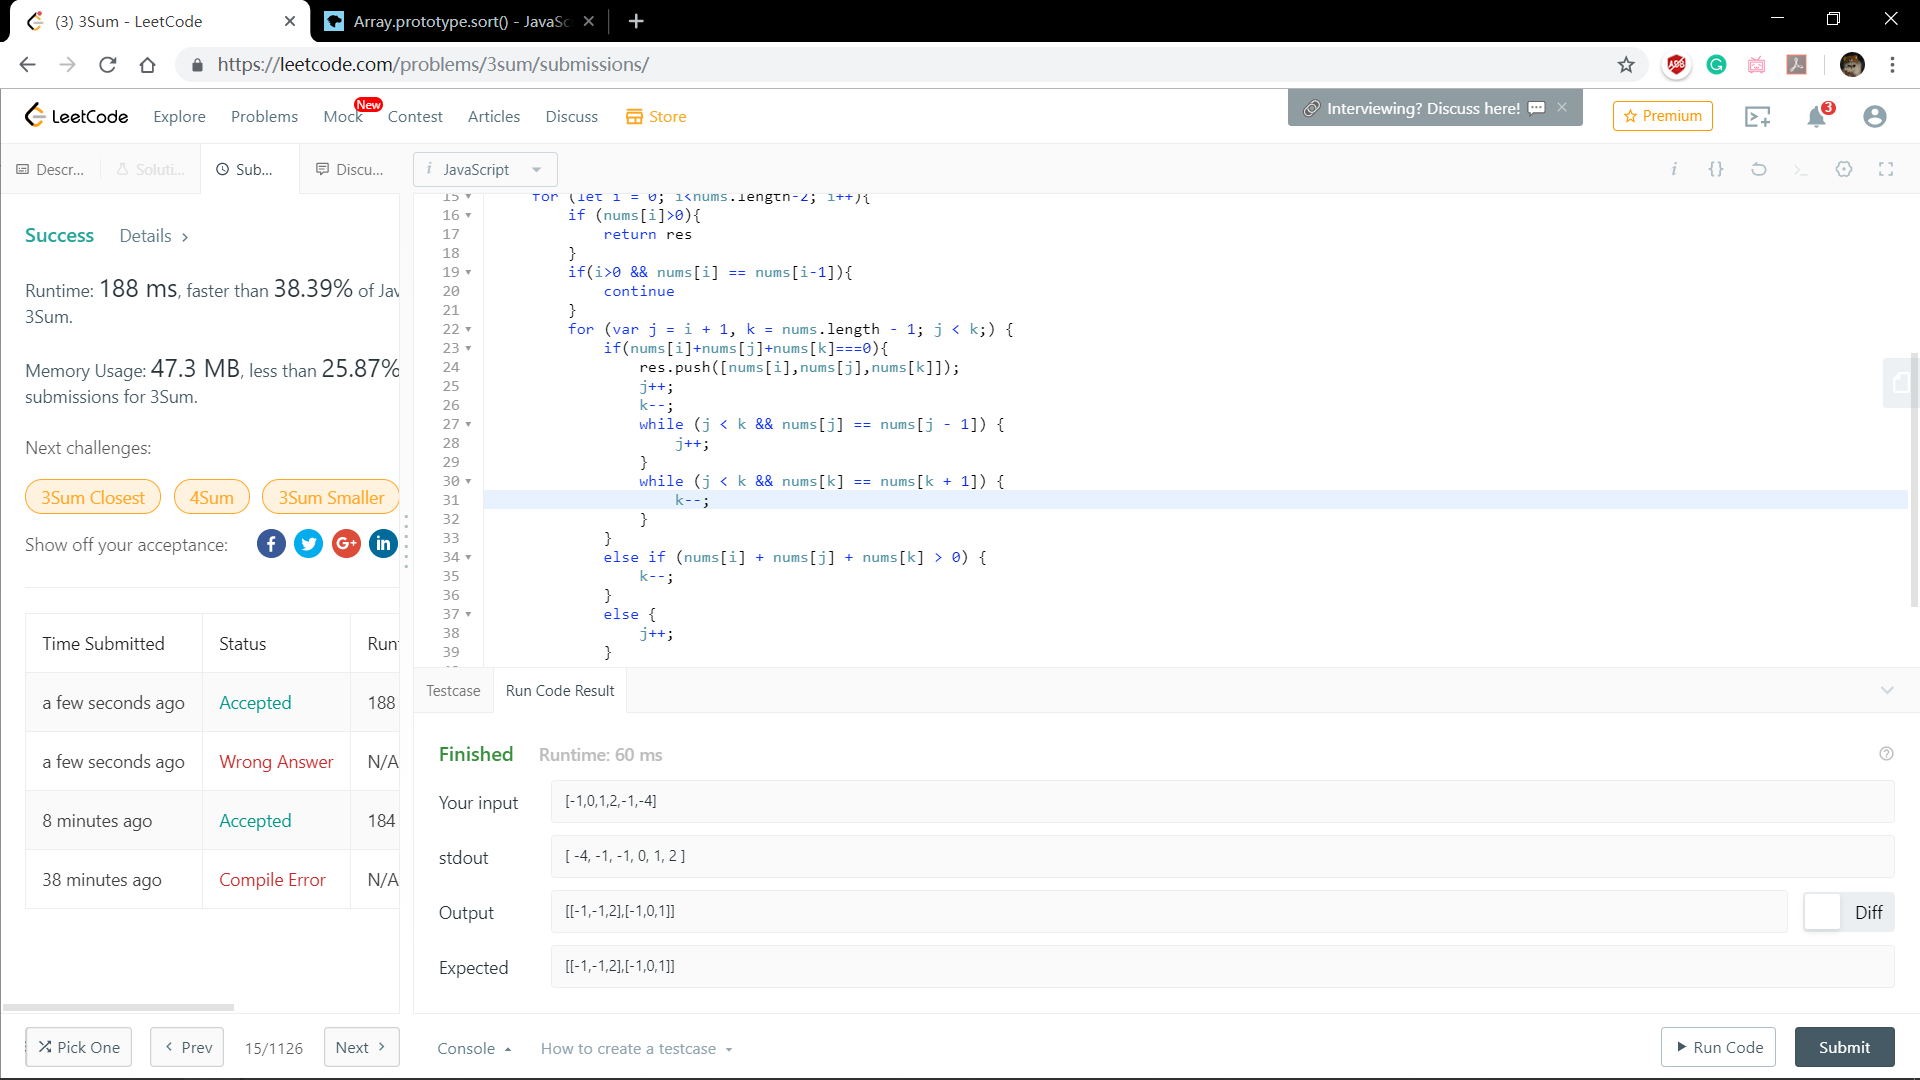 (3) 3Sum - LeetCode
Array.prototype.sort() - JavaSc
https://leetcode.com/problems/3sum/submissions/
LeetCode
Explore
Problems
Mock
New
Contest
Articles
Discuss
Store
Interviewing? Discuss here!
Premium
3
Descr...
Soluti...
Sub...
Discu...
i JavaScript
Success
Details
Runtime: 188 ms, faster than 38.39% of Jav
3Sum.
Memory Usage: 47.3 MB, less than 25.87%
submissions for 3Sum.
Next challenges:
3Sum Closest
4Sum
3Sum Smaller
Show off your acceptance:
Time Submitted Status Runt
a few seconds ago Accepted 188
a few seconds ago Wrong Answer N/A
8 minutes ago Accepted 184
38 minutes ago Compile Error N/A
15 for (let i = 0; i<nums.length-2; i++){
16 if (nums[i]>0){
17 return res
18 }
19 if(i>0 && nums[i] == nums[i-1]){
20 continue
21 }
22 for (var j = i + 1, k = nums.length - 1; j < k;) {
23 if(nums[i]+nums[j]+nums[k]===0){
24 res.push([nums[i],nums[j],nums[k]]);
25 j++;
26 k--;
27 while (j < k && nums[j] == nums[j - 1]) {
28 j++;
29 }
30 while (j < k && nums[k] == nums[k + 1]) {
31 k--;
32 }
33 }
34 else if (nums[i] + nums[j] + nums[k] > 0) {
35 k--;
36 }
37 else {
38 j++;
39 }
Testcase
Run Code Result
Finished
Runtime: 60 ms
Your input [-1,0,1,2,-1,-4]
stdout [ -4, -1, -1, 0, 1, 2 ]
Output [[-1,-1,2],[-1,0,1]]
Diff
Expected [[-1,-1,2],[-1,0,1]]
Pick One
Prev
15/1126
Next
Console
How to create a testcase
Run Code
Submit